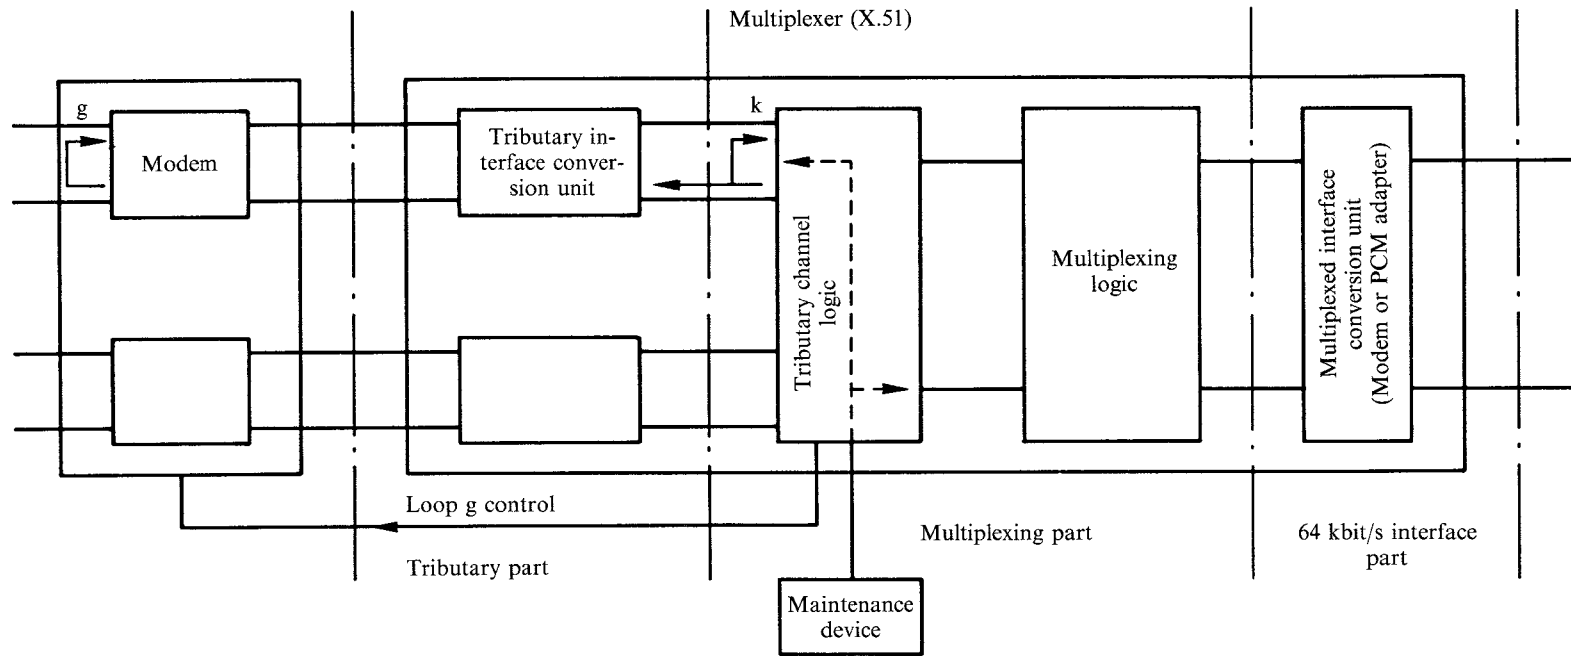 Multiplexer (X.51)
g
k
Modem
Tributary in-
terface conver-
sion unit
Tributary channel
logic
Multiplexing
logic
Multiplexed interface
conversion unit
(Modem or PCM adapter)
Loop g control
Tributary part
Multiplexing part
64 kbit/s interface
part
Maintenance
device